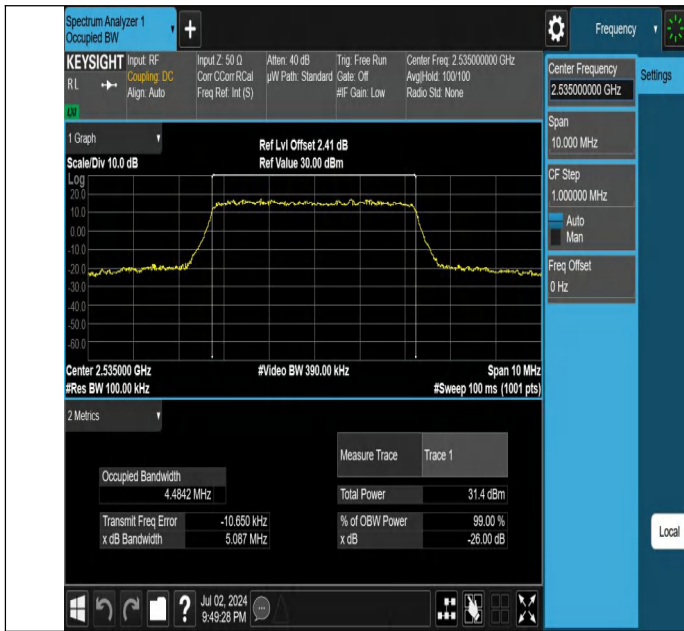 Spectrum Analyzer 1
Occupied BW
+
Frequency
KEYSIGHT
RL
LXI
Input: RF
Coupling: DC
Align: Auto
Input Z: 50 Ω
Corr CCorr RCal
Freq Ref: Int (S)
Atten: 40 dB
µW Path: Standard
Trig: Free Run
Gate: Off
#IF Gain: Low
Center Freq: 2.535000000 GHz
Avg|Hold: 100/100
Radio Std: None
Center Frequency
2.535000000 GHz
Settings
Span
10.000 MHz
CF Step
1.000000 MHz
Auto
Man
Freq Offset
0 Hz
Local
1 Graph
Scale/Div 10.0 dB
Ref Lvl Offset 2.41 dB
Ref Value 30.00 dBm
Log
20.0
10.0
0.00
-10.0
-20.0
-30.0
-40.0
-50.0
-60.0
Center 2.535000 GHz
#Video BW 390.00 kHz
Span 10 MHz
#Res BW 100.00 kHz
#Sweep 100 ms (1001 pts)
2 Metrics
Measure Trace Trace 1
Occupied Bandwidth
4.4842 MHz
Total Power 31.4 dBm
Transmit Freq Error -10.650 kHz
% of OBW Power 99.00 %
x dB Bandwidth 5.087 MHz
x dB -26.00 dB
?
Jul 02, 2024
9:49:28 PM